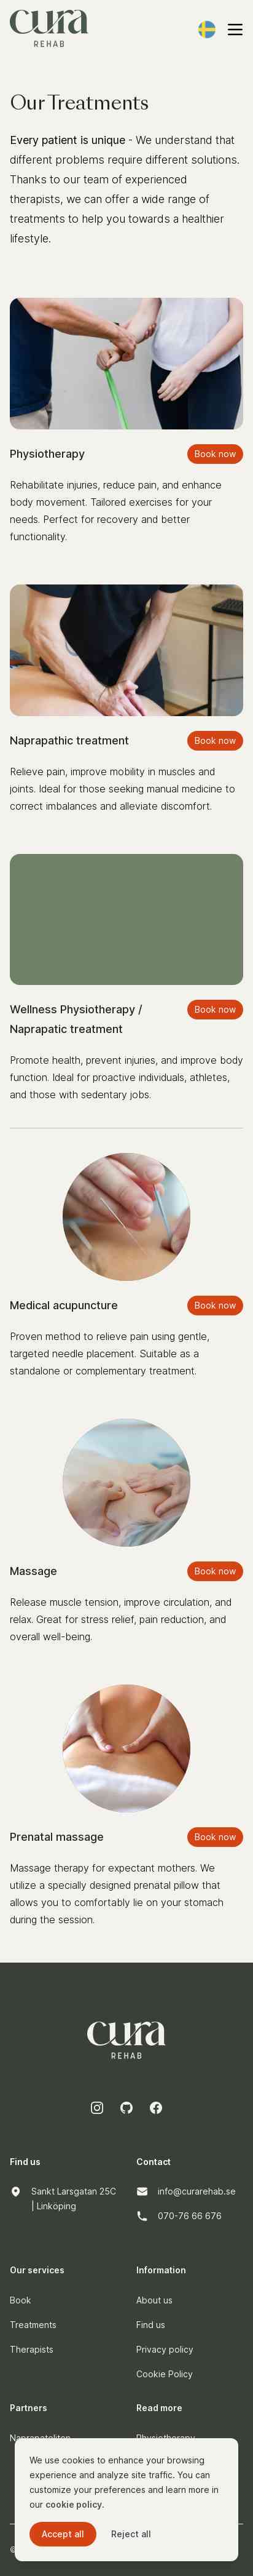 cura
REHAB
Our Treatments
Every patient is unique - We understand that
different problems require different solutions.
Thanks to our team of experienced
therapists, we can offer a wide range of
treatments to help you towards a healthier
lifestyle.
Physiotherapy
Book now
Rehabilitate injuries, reduce pain, and enhance
body movement. Tailored exercises for your
needs. Perfect for recovery and better
functionality.
Naprapathic treatment
Book now
Relieve pain, improve mobility in muscles and
joints. Ideal for those seeking manual medicine to
correct imbalances and alleviate discomfort.
Wellness Physiotherapy /
Naprapatic treatment
Book now
Promote health, prevent injuries, and improve body
function. Ideal for proactive individuals, athletes,
and those with sedentary jobs.
Medical acupuncture
Book now
Proven method to relieve pain using gentle,
targeted needle placement. Suitable as a
standalone or complementary treatment.
Massage
Book now
Release muscle tension, improve circulation, and
relax. Great for stress relief, pain reduction, and
overall well-being.
Prenatal massage
Book now
Massage therapy for expectant mothers. We
utilize a specially designed prenatal pillow that
allows you to comfortably lie on your stomach
during the session.
cura
REHAB
Find us
Sankt Larsgatan 25C
| Linköping
Contact
info@curarehab.se
070-76 66 676
Our services
Book
Treatments
Therapists
Information
About us
Find us
Privacy policy
Cookie Policy
Partners
Read more
We use cookies to enhance your browsing
experience and analyze site traffic. You can
customize your preferences and learn more in
our cookie policy.
Accept all
Reject all